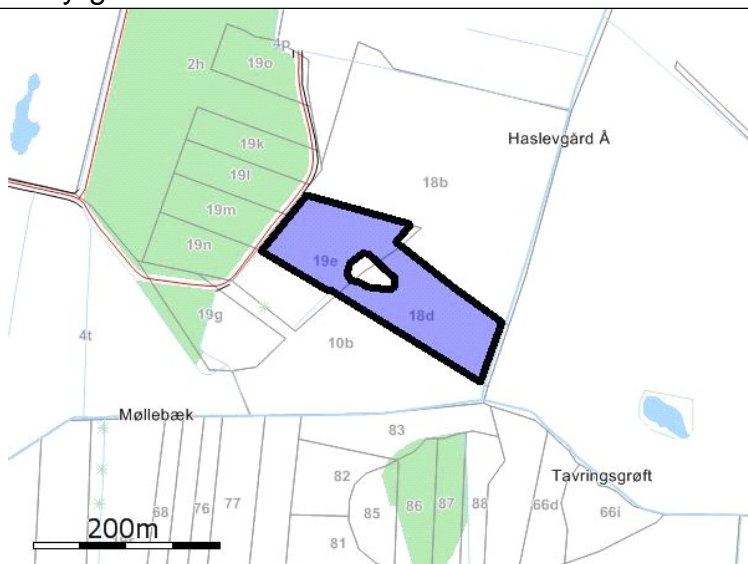 4p
2h
19o
Haslevgård Å
19k
19l
18b
19m
19n
19e
18d
19g
10b
4t
Møllebæk
83
82
Tavringsgrøft
68
76
77
85
86
87
88
66d
66i
81
200m